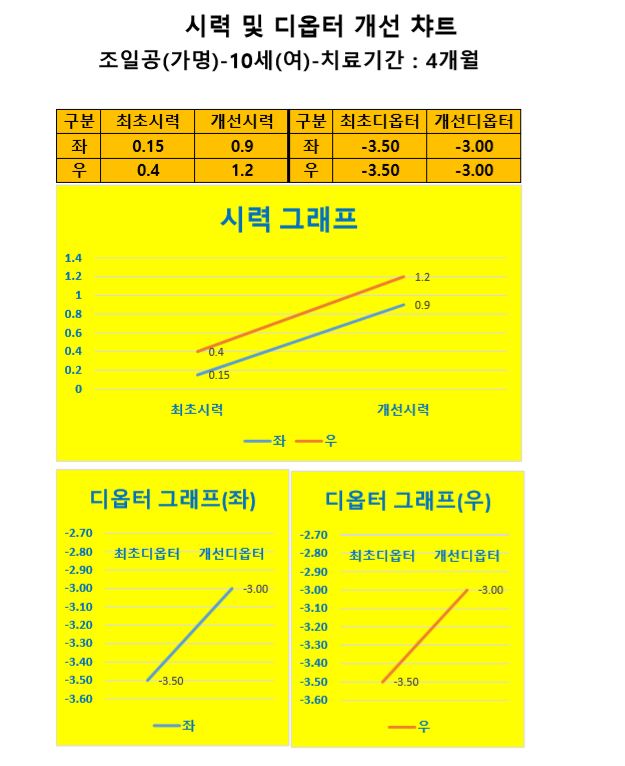 시력 및 디옵터 개선 챠트
조일공(가명)-10세(여)-치료기간 : 4개월
구분 최초시력 개선시력 구분 최초디옵터 개선디옵터
좌 0.15 0.9 좌 -3.50 -3.00
우 0.4 1.2 우 -3.50 -3.00
시력 그래프
1.4
1.2
1
0.8
0.6
0.4
0.2
0
1.2
0.9
0.4
0.15
최초시력 개선시력
좌 우
디옵터 그래프(좌)
-2.70
-2.80
-2.90
-3.00
-3.10
-3.20
-3.30
-3.40
-3.50
-3.60
최초디옵터 개선디옵터
-3.00
-3.50
좌
디옵터 그래프(우)
-2.70
-2.80
-2.90
-3.00
-3.10
-3.20
-3.30
-3.40
-3.50
-3.60
최초디옵터 개선디옵터
-3.00
-3.50
우